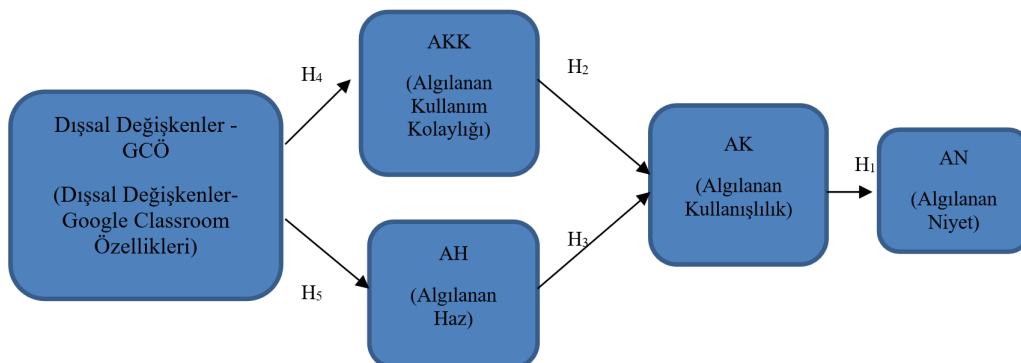 Dışsal Değişkenler -
GCÖ
(Dışsal Değişkenler-
Google Classroom
Özellikleri)
H4
H5
AKK
(Algılanan
Kullanım
Kolaylığı)
AH
(Algılanan
Haz)
H2
H3
AK
(Algılanan
Kullanışlılık)
H1
AN
(Algılanan
Niyet)